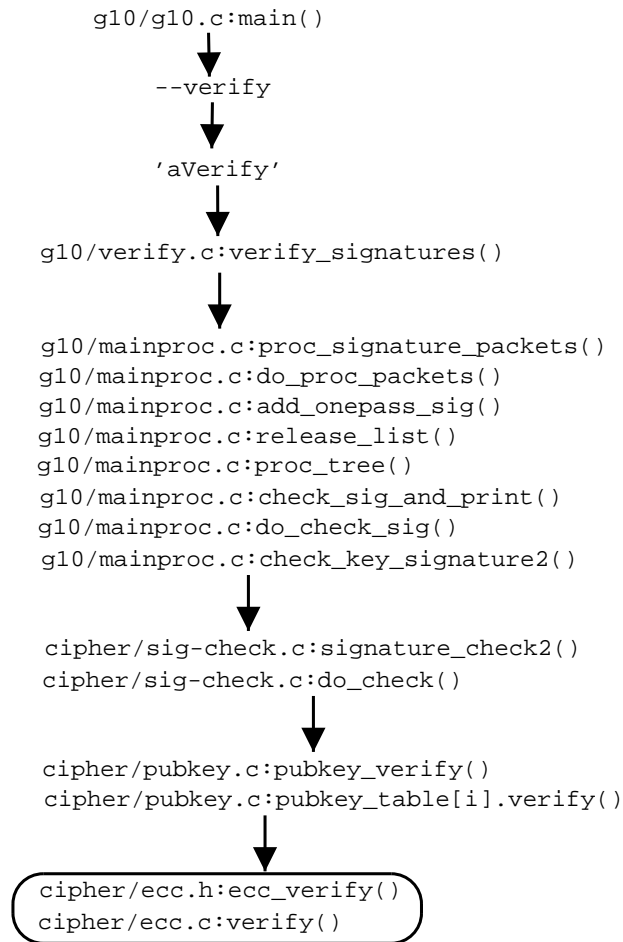 g10/g10.c:main()
--verify
'aVerify'
g10/verify.c:verify_signatures()
g10/mainproc.c:proc_signature_packets()
g10/mainproc.c:do_proc_packets()
g10/mainproc.c:add_onepass_sig()
g10/mainproc.c:release_list()
g10/mainproc.c:proc_tree()
g10/mainproc.c:check_sig_and_print()
g10/mainproc.c:do_check_sig()
g10/mainproc.c:check_key_signature2()
cipher/sig-check.c:signature_check2()
cipher/sig-check.c:do_check()
cipher/pubkey.c:pubkey_verify()
cipher/pubkey.c:pubkey_table[i].verify()
cipher/ecc.h:ecc_verify()
cipher/ecc.c:verify()